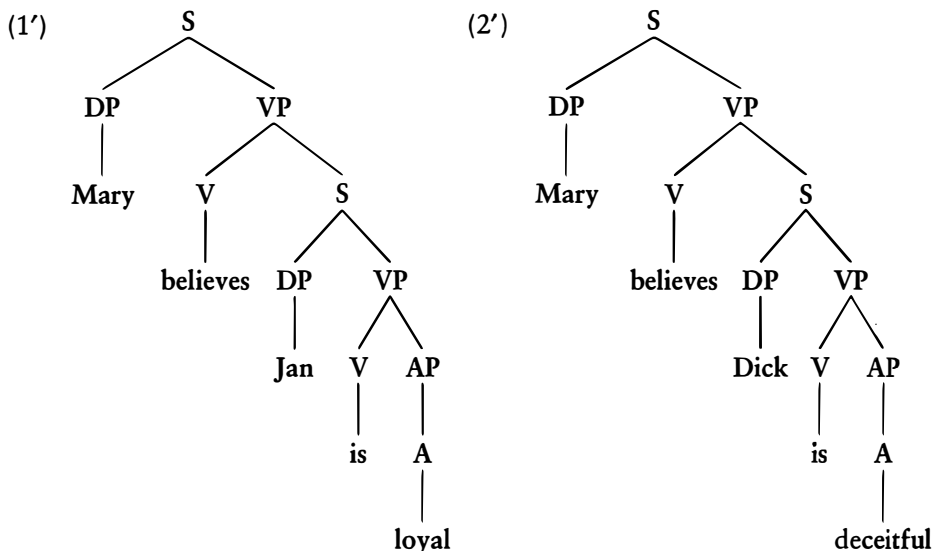 (1′) S (2′) S
DP VP DP VP
Mary V S Mary V S
believes DP VP believes DP VP
Jan V AP Dick V AP
is A is A
loyal deceitful